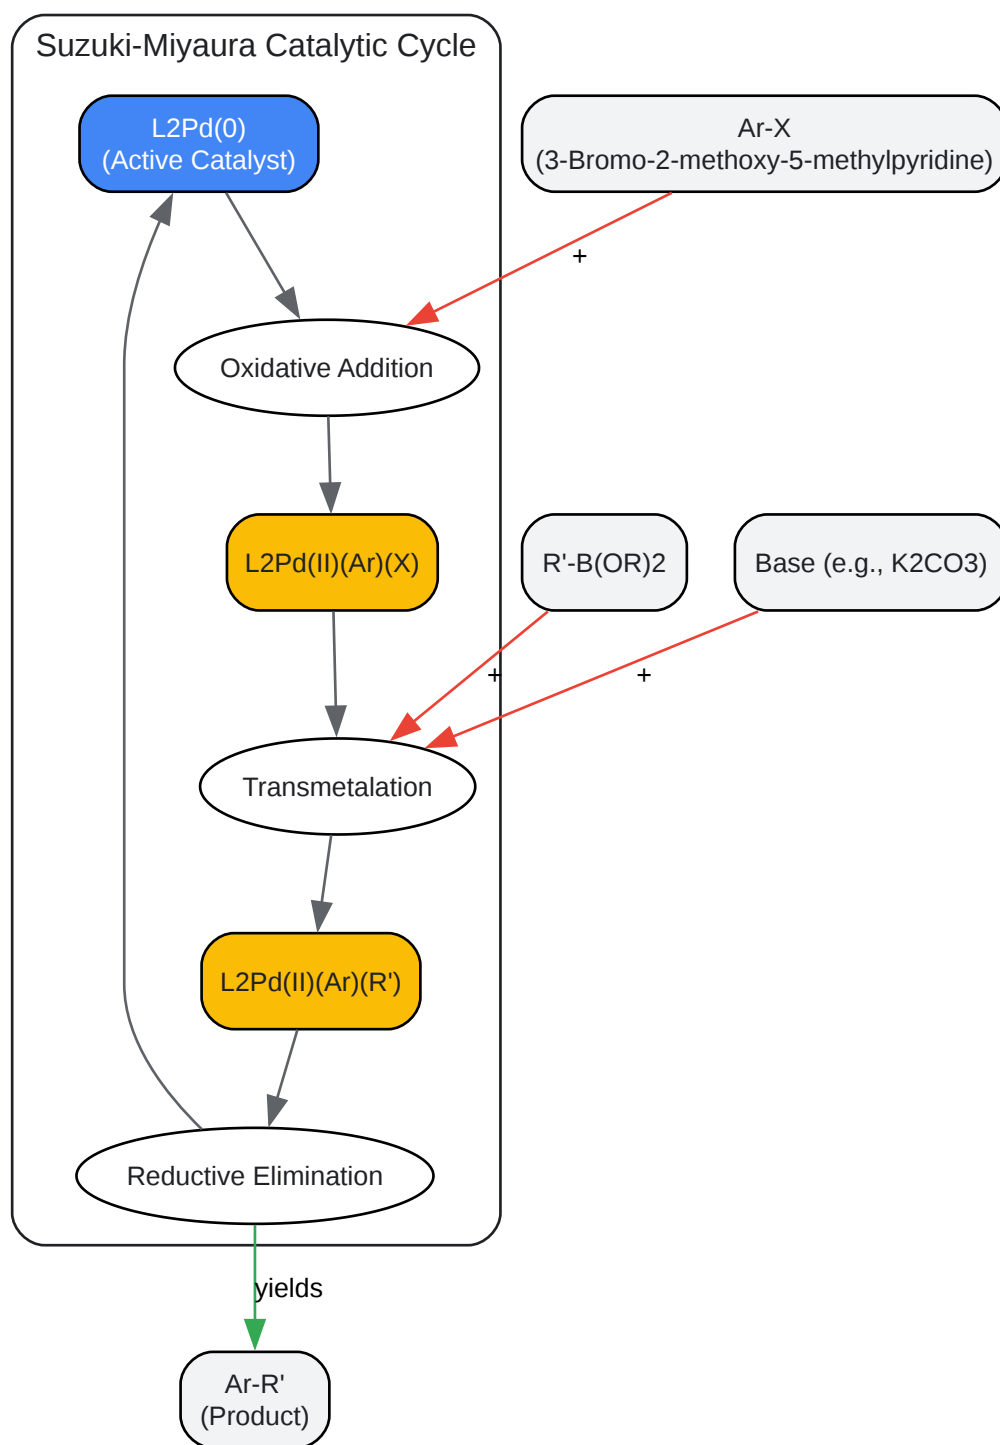 Suzuki-Miyaura Catalytic Cycle
L2Pd(0)
(Active Catalyst)
Ar-X
(3-Bromo-2-methoxy-5-methylpyridine)
+
Oxidative Addition
L2Pd(II)(Ar)(X)
R'-B(OR)2
Base (e.g., K2CO3)
+
+
Transmetalation
L2Pd(II)(Ar)(R')
Reductive Elimination
yields
Ar-R'
(Product)